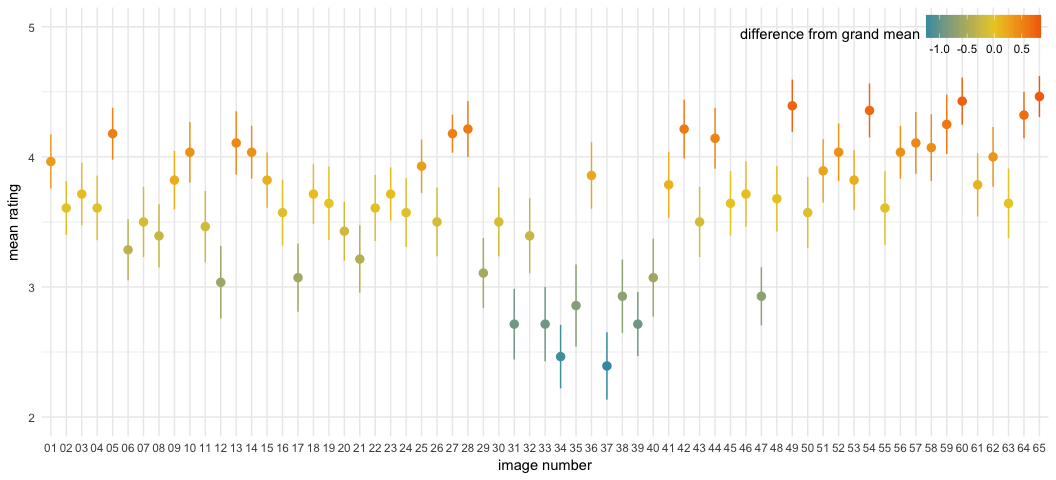 5
difference from grand mean
-1.0 -0.5 0.0 0.5
4
mean rating
3
2
01 02 03 04 05 06 07 08 09 10 11 12 13 14 15 16 17 18 19 20 21 22 23 24 25 26 27 28 29 30 31 32 33 34 35 36 37 38 39 40 41 42 43 44 45 46 47 48 49 50 51 52 53 54 55 56 57 58 59 60 61 62 63 64 65
image number